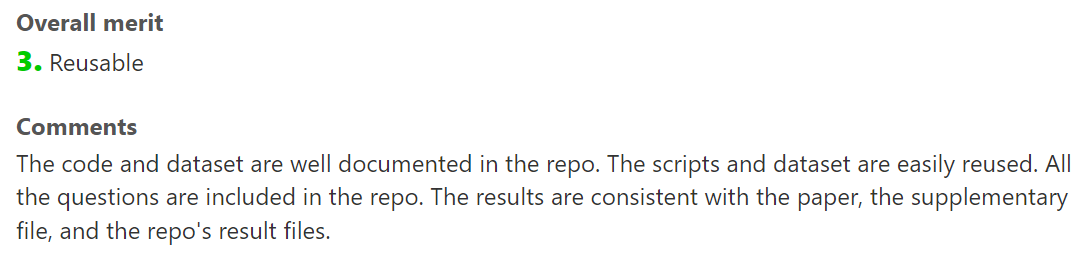 Overall merit
3. Reusable
Comments
The code and dataset are well documented in the repo. The scripts and dataset are easily reused. All
the questions are included in the repo. The results are consistent with the paper, the supplementary
file, and the repo's result files.